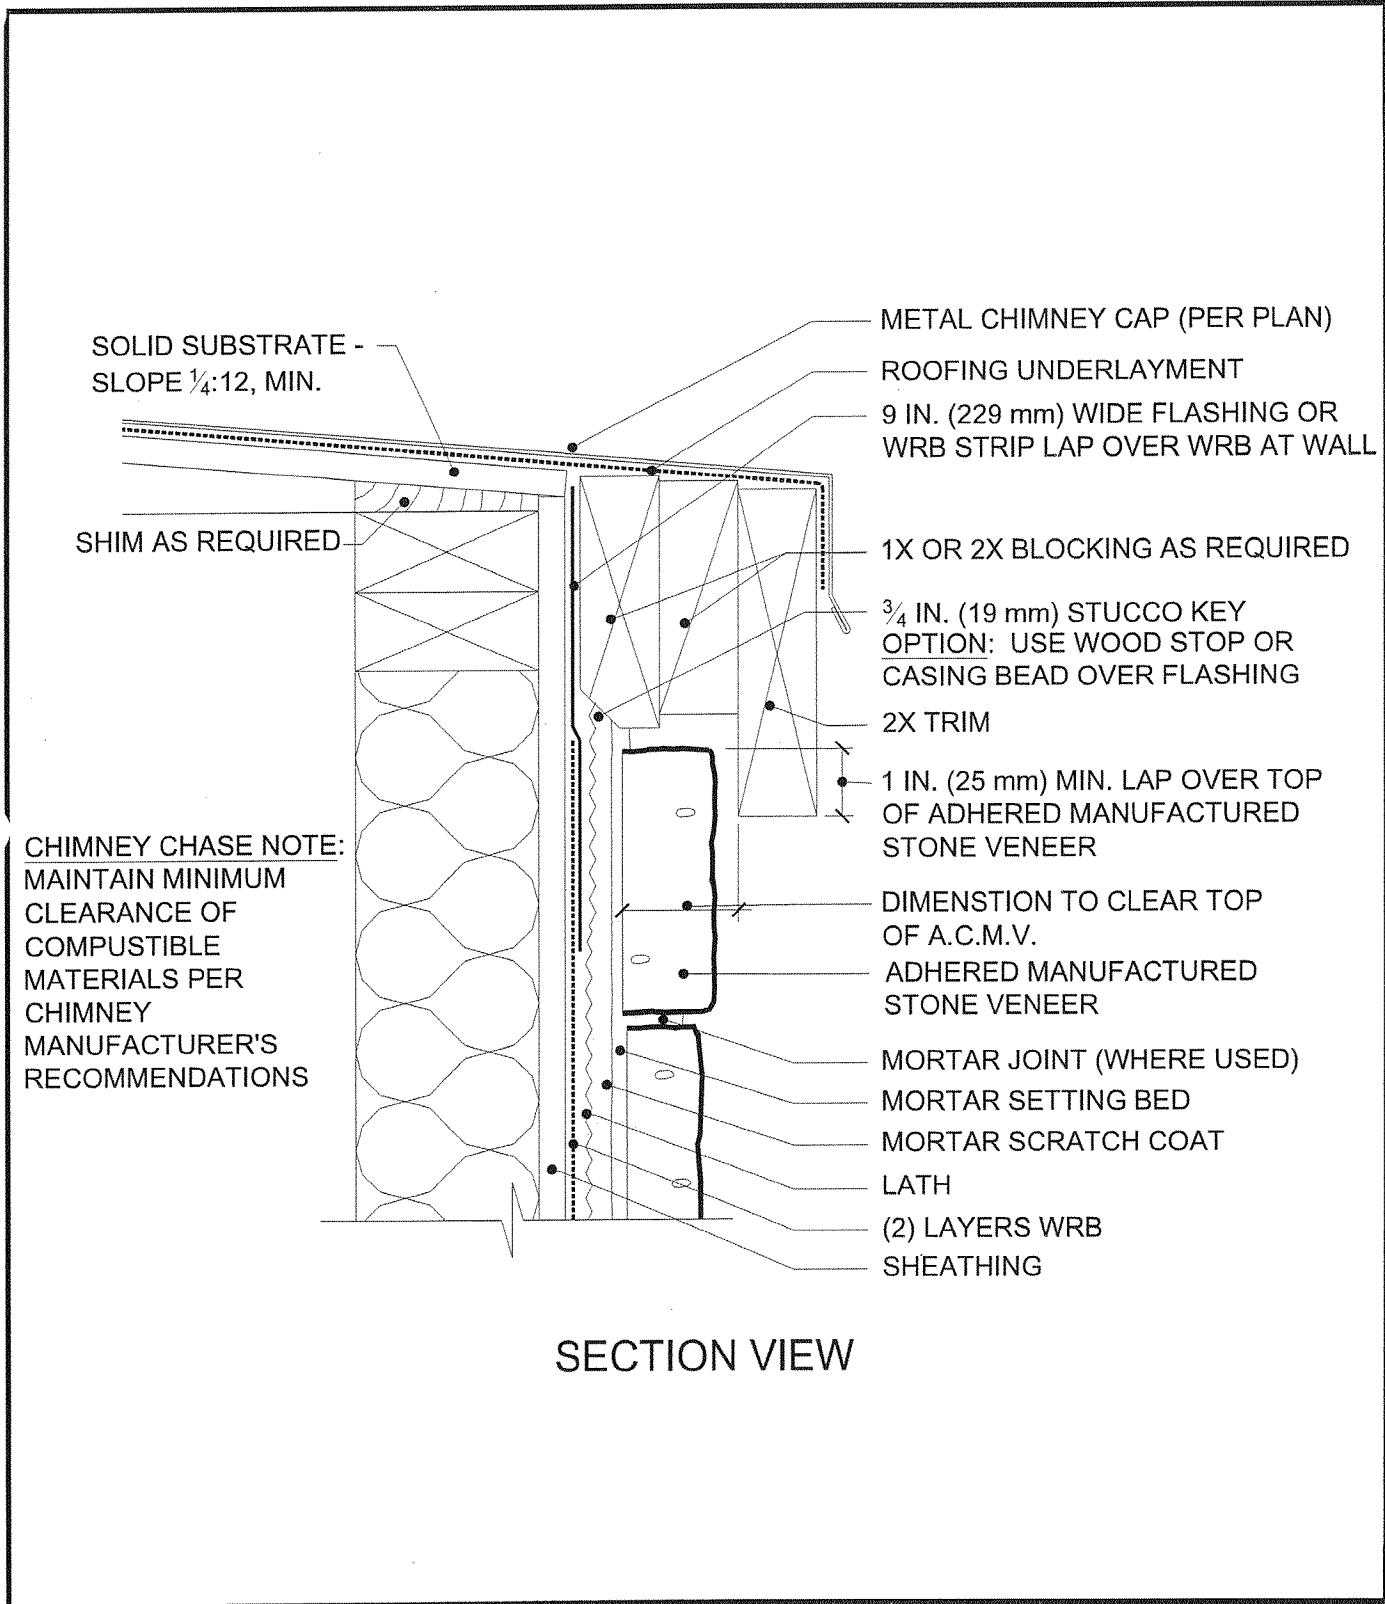 SOLID SUBSTRATE -
SLOPE ¼:12, MIN.
SHIM AS REQUIRED
CHIMNEY CHASE NOTE:
MAINTAIN MINIMUM
CLEARANCE OF
COMPUSTIBLE
MATERIALS PER
CHIMNEY
MANUFACTURER'S
RECOMMENDATIONS
METAL CHIMNEY CAP (PER PLAN)
ROOFING UNDERLAYMENT
9 IN. (229 mm) WIDE FLASHING OR
WRB STRIP LAP OVER WRB AT WALL
1X OR 2X BLOCKING AS REQUIRED
¾ IN. (19 mm) STUCCO KEY
OPTION: USE WOOD STOP OR
CASING BEAD OVER FLASHING
2X TRIM
1 IN. (25 mm) MIN. LAP OVER TOP
OF ADHERED MANUFACTURED
STONE VENEER
DIMENSTION TO CLEAR TOP
OF A.C.M.V.
ADHERED MANUFACTURED
STONE VENEER
MORTAR JOINT (WHERE USED)
MORTAR SETTING BED
MORTAR SCRATCH COAT
LATH
(2) LAYERS WRB
SHEATHING
SECTION VIEW